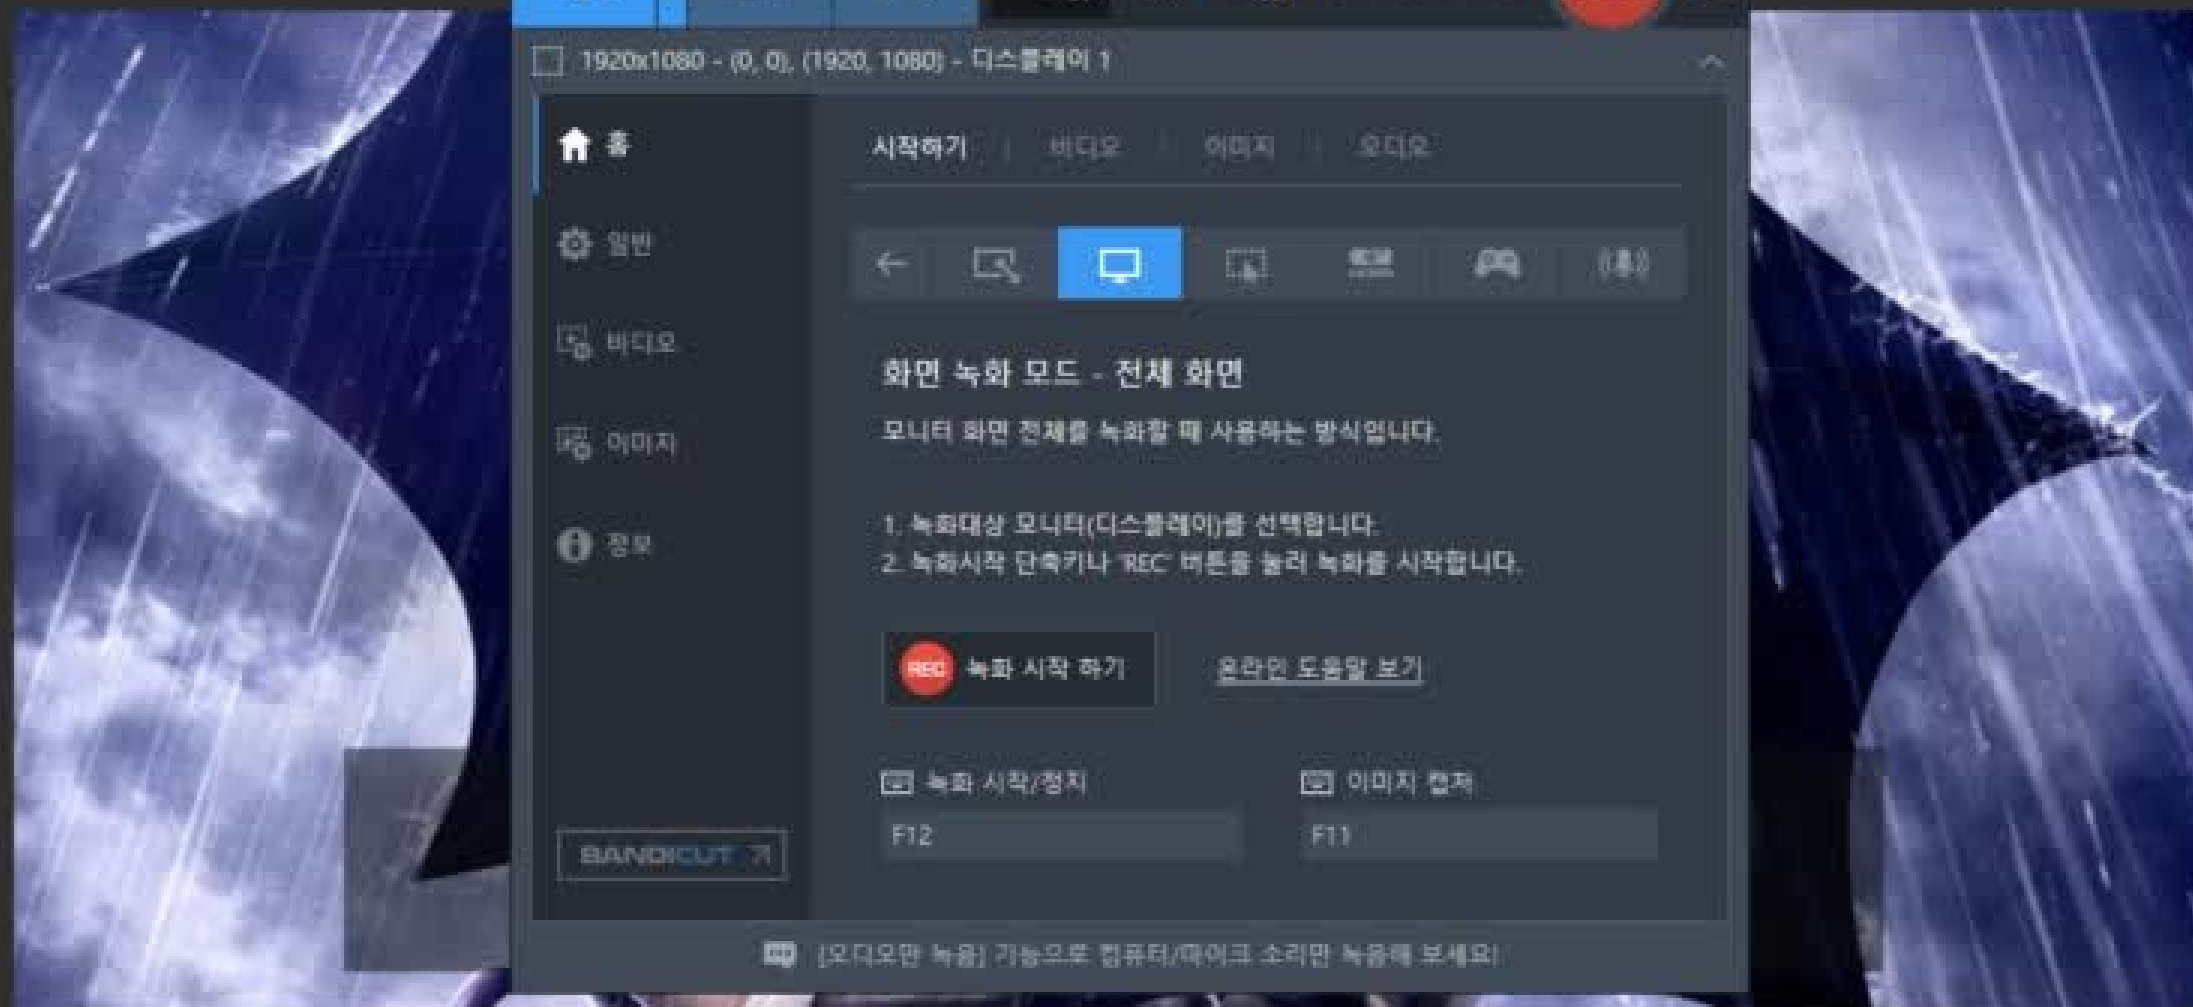 1920x1080 - (0, 0), (1920, 1080) - 디스플레이 1
홈
시작하기 비디오 이미지 오디오
일반
비디오
이미지
정보
화면 녹화 모드 - 전체 화면
모니터 화면 전체를 녹화할 때 사용하는 방식입니다.
1. 녹화대상 모니터(디스플레이)를 선택합니다.
2. 녹화시작 단축키나 'REC' 버튼을 눌러 녹화를 시작합니다.
REC 녹화 시작 하기 온라인 도움말 보기
녹화 시작/정지 이미지 캡처
F12 F11
BANDICUT
[오디오만 녹음] 기능으로 컴퓨터/마이크 소리만 녹음해 보세요!